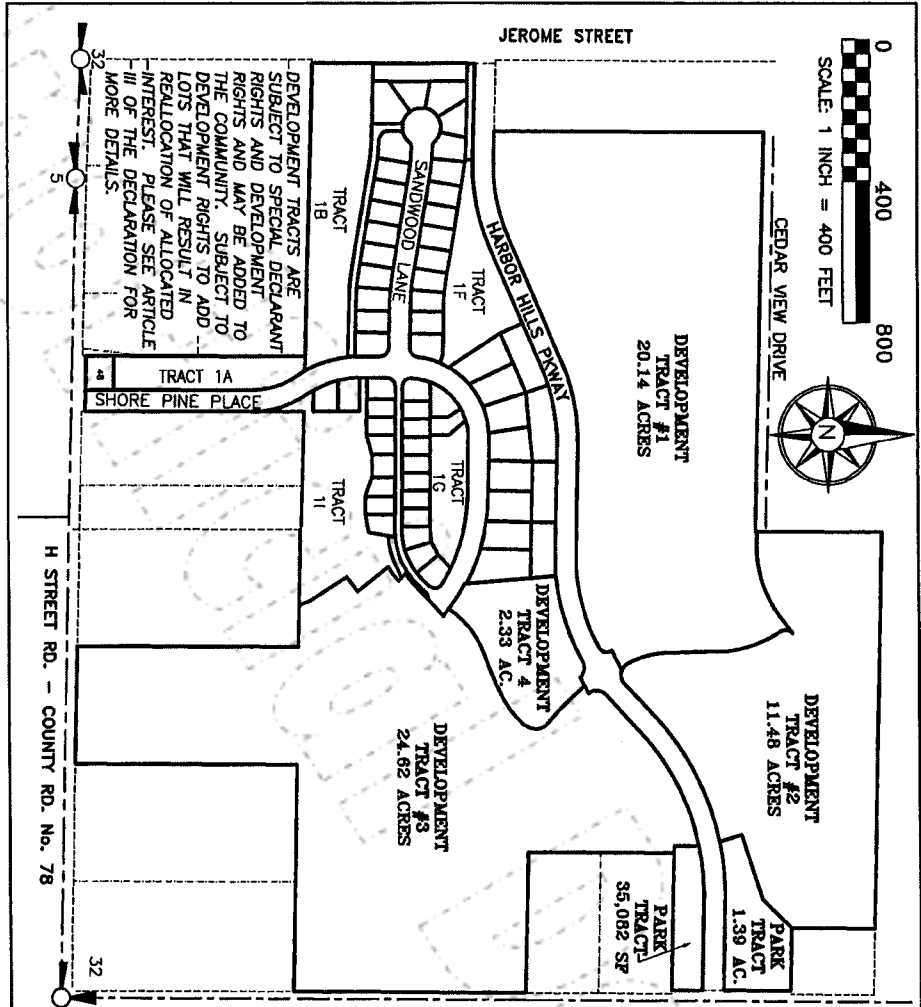 JEROME STREET
0
400
800
SCALE: 1 INCH = 400 FEET
CEDAR VIEW DRIVE
N
DEVELOPMENT
TRACT #1
20.14 ACRES
HARBOR HILLS PKWAY
DEVELOPMENT
TRACT #2
11.48 ACRES
PARK
TRACT
1.39 AC.
PARK
TRACT
35,082 SF
DEVELOPMENT
TRACT 4
2.33 AC.
DEVELOPMENT
TRACT #3
24.62 ACRES
TRACT
1F
SANDWOOD LANE
TRACT
1B
TRACT
1G
TRACT
1I
TRACT 1A
48
SHORE PINE PLACE
DEVELOPMENT TRACTS ARE
SUBJECT TO SPECIAL DECLARANT
RIGHTS AND DEVELOPMENT
RIGHTS AND MAY BE ADDED TO
THE COMMUNITY. SUBJECT TO
DEVELOPMENT RIGHTS TO ADD
LOTS THAT WILL RESULT IN
REALLOCATION OF ALLOCATED
INTEREST. PLEASE SEE ARTICLE
III OF THE DECLARATION FOR
MORE DETAILS.
32
5
H STREET RD. - COUNTY RD. No. 78
32